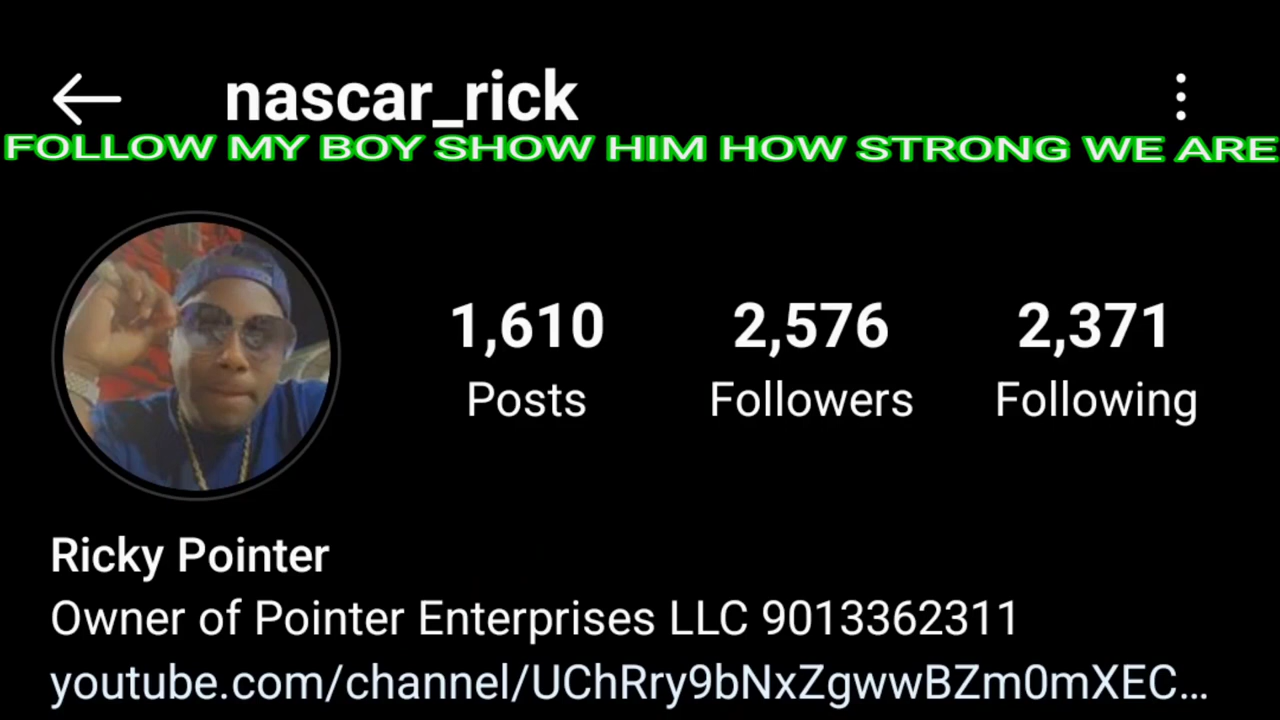 nascar_rick
FOLLOW MY BOY SHOW HIM HOW STRONG WE ARE
1,610 2,576 2,371
Posts Followers Following
Ricky Pointer
Owner of Pointer Enterprises LLC 9013362311
youtube.com/channel/UChRry9bNxZgwwBZm0mXEC...